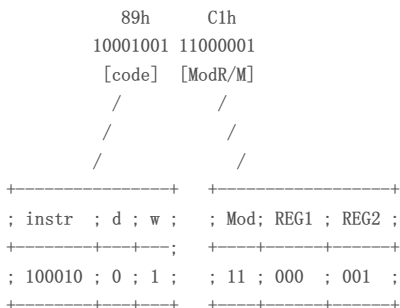 89h C1h
10001001 11000001
[code] [ModR/M]
/ /
/ /
/ /
+----------------+ +------------------+
; instr ; d ; w ; ; Mod; REG1 ; REG2 ;
+--------+---+---; +----+------+------+
; 100010 ; 0 ; 1 ; ; 11 ; 000 ; 001 ;
+--------+---+---+ +----+------+------+